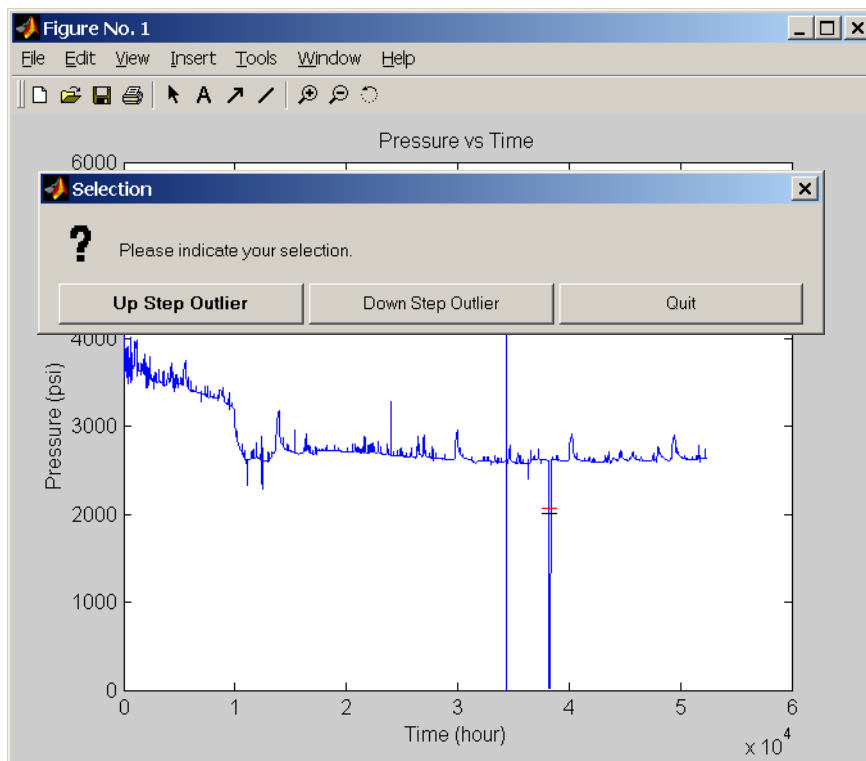 Figure No. 1
File Edit View Insert Tools Window Help
A
Pressure vs Time
6000
Selection
?
Please indicate your selection.
Up Step Outlier Down Step Outlier Quit
4000
3000
2000
1000
0
Pressure (psi)
0 1 2 3 4 5 6
Time (hour)
x 10^4